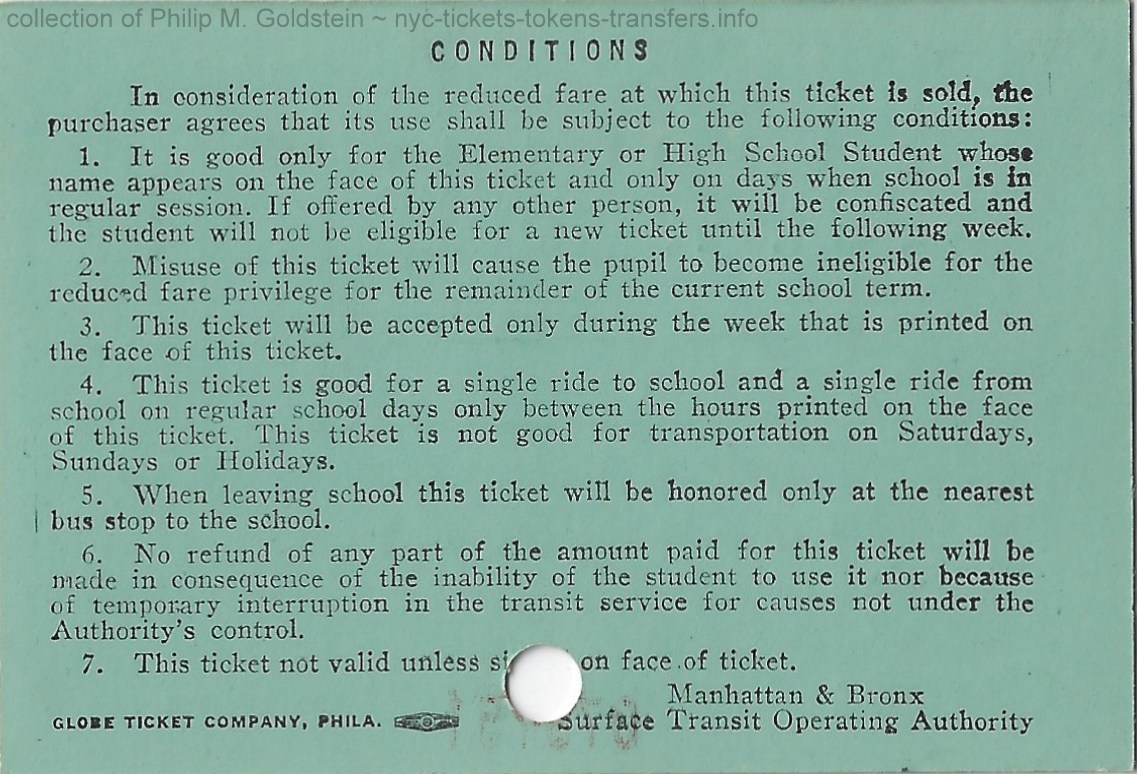 collection of Philip M. Goldstein ~ nyc-tickets-tokens-transfers.info
CONDITIONS
In consideration of the reduced fare at which this ticket is sold, the
purchaser agrees that its use shall be subject to the following conditions:
1. It is good only for the Elementary or High School Student whose
name appears on the face of this ticket and only on days when school is in
regular session. If offered by any other person, it will be confiscated and
the student will not be eligible for a new ticket until the following week.
2. Misuse of this ticket will cause the pupil to become ineligible for the
reduced fare privilege for the remainder of the current school term.
3. This ticket will be accepted only during the week that is printed on
the face of this ticket.
4. This ticket is good for a single ride to school and a single ride from
school on regular school days only between the hours printed on the face
of this ticket. This ticket is not good for transportation on Saturdays,
Sundays or Holidays.
5. When leaving school this ticket will be honored only at the nearest
bus stop to the school.
6. No refund of any part of the amount paid for this ticket will be
made in consequence of the inability of the student to use it nor because
of temporary interruption in the transit service for causes not under the
Authority's control.
7. This ticket not valid unless si on face of ticket.
Manhattan & Bronx
GLOBE TICKET COMPANY, PHILA. Surface Transit Operating Authority